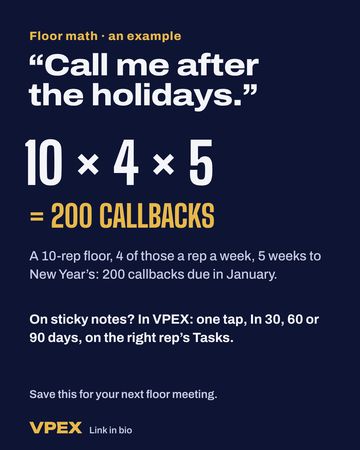 Floor math · an example
“Call me after
the holidays.”
10 × 4 × 5
= 200 CALLBACKS
A 10-rep floor, 4 of those a rep a week, 5 weeks to
New Year’s: 200 callbacks due in January.
On sticky notes? In VPEX: one tap, In 30, 60 or
90 days, on the right rep’s Tasks.
Save this for your next floor meeting.
VPEX Link in bio